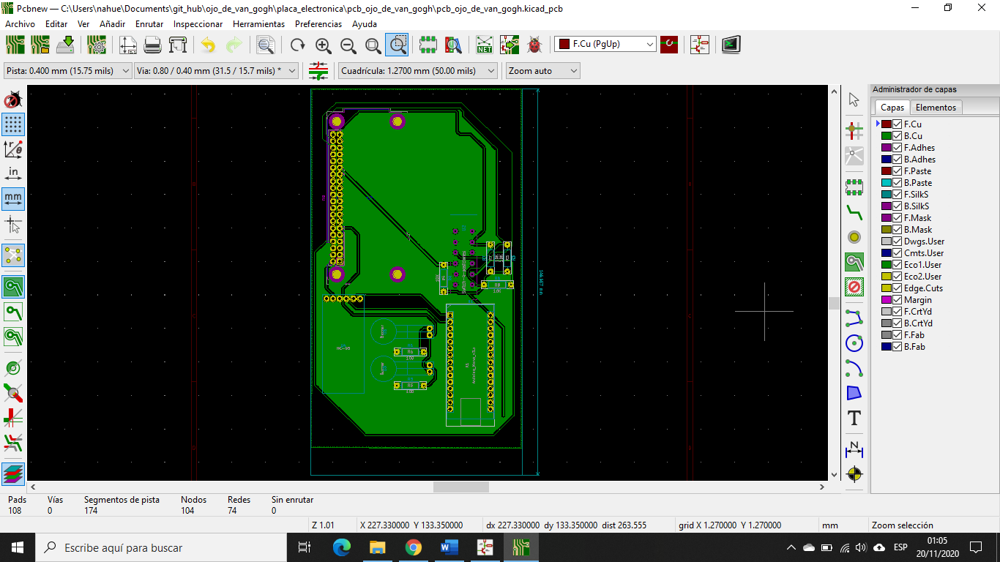 Pcbnew — C:\Users\nahue\Documents\git_hub\ojo_de_van_gogh\placa_electronica\pcb_ojo_de_van_gogh\pcb_ojo_de_van_gogh.kicad_pcb
Archivo Editar Ver Añadir Enrutar Inspeccionar Herramientas Preferencias Ayuda
NET
F.Cu (PgUp)
Pista: 0.400 mm (15.75 mils) Via: 0.80 / 0.40 mm (31.5 / 15.7 mils) * Cuadrícula: 1.2700 mm (50.00 mils) Zoom auto
in
mm
Administrador de capas
Capas Elementos
F.Cu
B.Cu
F.Adhes
B.Adhes
F.Paste
B.Paste
F.SilkS
B.SilkS
F.Mask
B.Mask
Dwgs.User
Cmts.User
Eco1.User
Eco2.User
Edge.Cuts
Margin
F.CrtYd
B.CrtYd
F.Fab
B.Fab
T
N
10K
Pads Vías Segmentos de pista Nodos Redes Sin enrutar
108 0 174 104 74 0
Z 1.01 X 227.330000 Y 133.350000 dx 227.330000 dy 133.350000 dist 263.555 grid X 1.270000 Y 1.270000 mm Zoom selección
Escribe aquí para buscar
ESP
01:05
20/11/2020